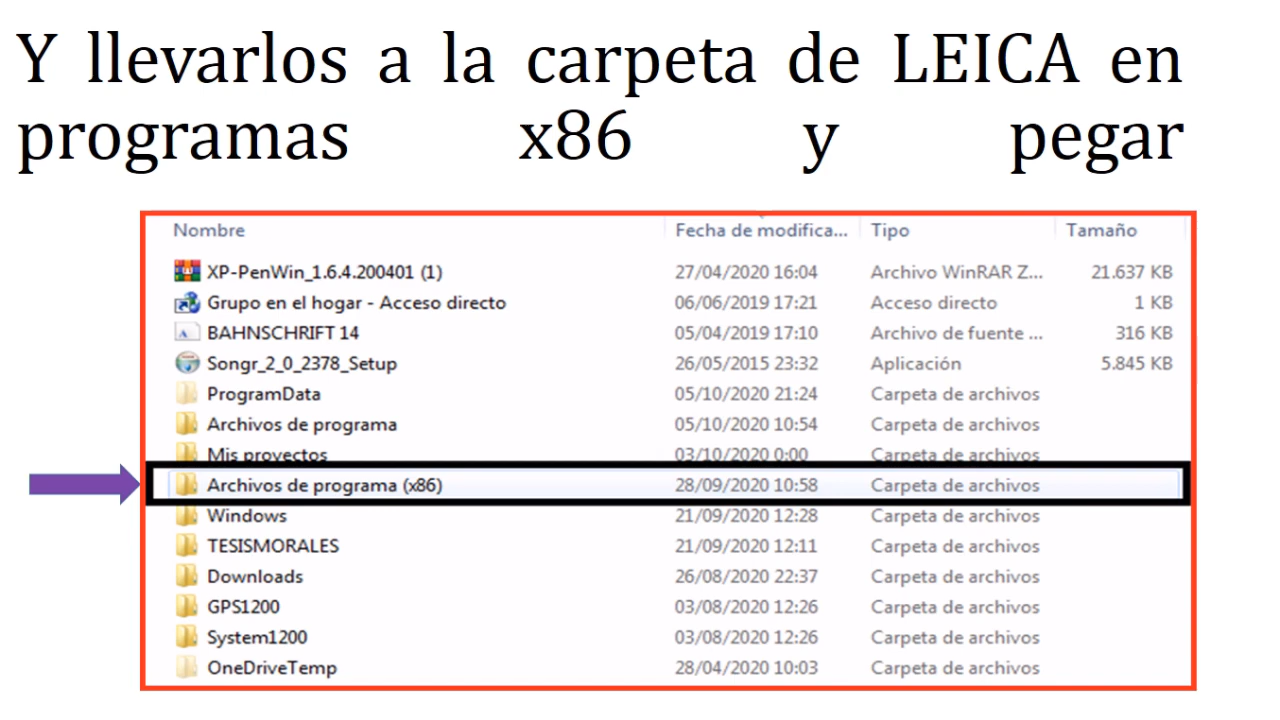 Y llevarlos a la carpeta de LEICA en
programas x86 y pegar
Nombre Fecha de modifica... Tipo Tamaño
XP-PenWin_1.6.4.200401 (1) 27/04/2020 16:04 Archivo WinRAR Z... 21.637 KB
Grupo en el hogar - Acceso directo 06/06/2019 17:21 Acceso directo 1 KB
BAHNSCHRIFT 14 05/04/2019 17:10 Archivo de fuente ... 316 KB
Songr_2_0_2378_Setup 26/05/2015 23:32 Aplicación 5.845 KB
ProgramData 05/10/2020 21:24 Carpeta de archivos
Archivos de programa 05/10/2020 10:54 Carpeta de archivos
Mis proyectos 03/10/2020 0:00 Carpeta de archivos
Archivos de programa (x86) 28/09/2020 10:58 Carpeta de archivos
Windows 21/09/2020 12:28 Carpeta de archivos
TESISMORALES 21/09/2020 12:11 Carpeta de archivos
Downloads 26/08/2020 22:37 Carpeta de archivos
GPS1200 03/08/2020 12:26 Carpeta de archivos
System1200 03/08/2020 12:26 Carpeta de archivos
OneDriveTemp 28/04/2020 10:03 Carpeta de archivos